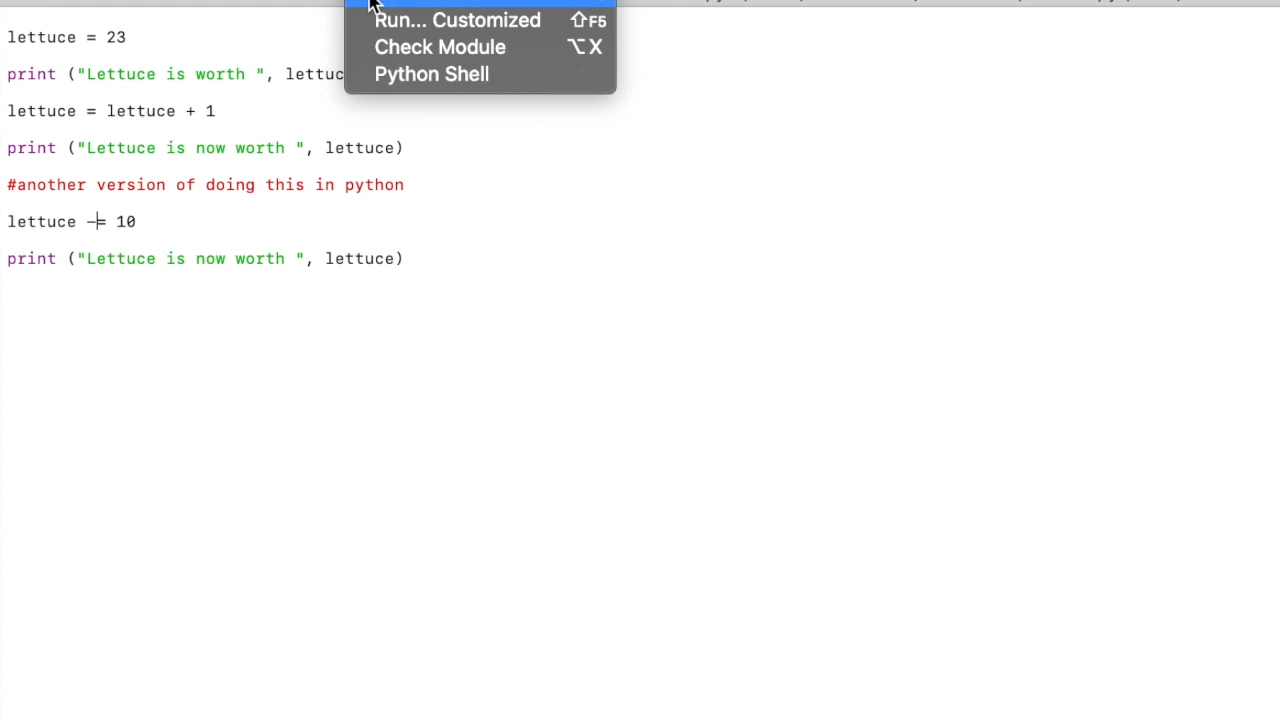 Run... Customized ⇧F5
lettuce = 23
Check Module ⌥X
print ("Lettuce is worth ", lettuc
Python Shell
lettuce = lettuce + 1
print ("Lettuce is now worth ", lettuce)
#another version of doing this in python
lettuce -= 10
print ("Lettuce is now worth ", lettuce)